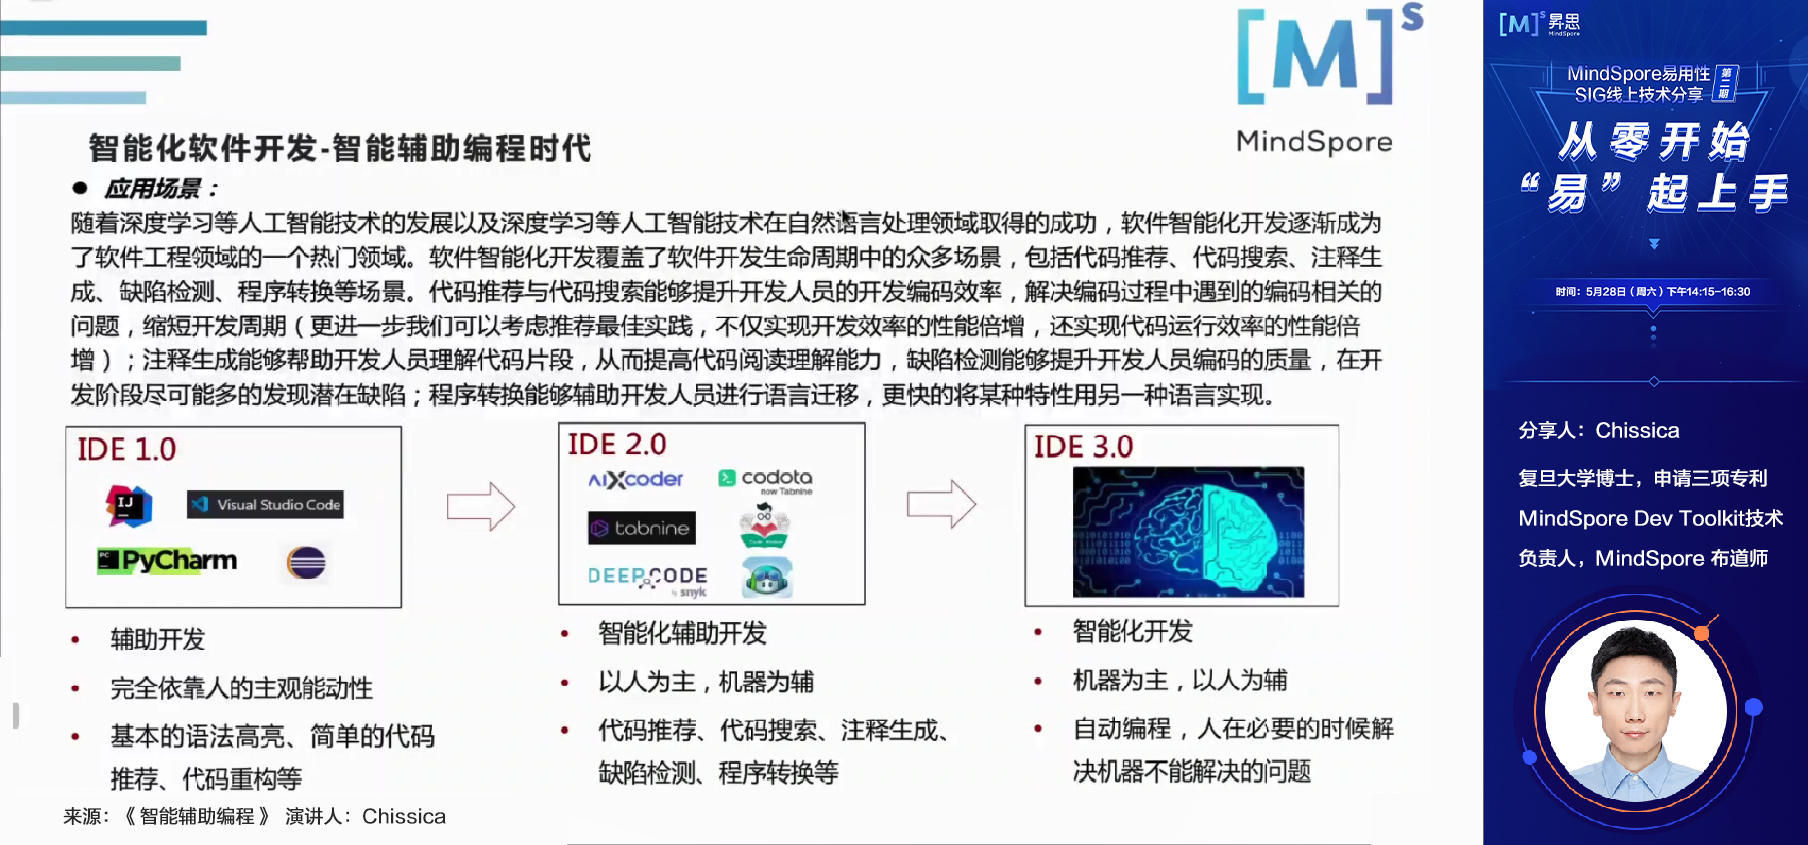 [M]S
MindSpore
智能化软件开发-智能辅助编程时代
● 应用场景：
随着深度学习等人工智能技术的发展以及深度学习等人工智能技术在自然语言处理领域取得的成功，软件智能化开发逐渐成为
了软件工程领域的一个热门领域。软件智能化开发覆盖了软件开发生命周期中的众多场景，包括代码推荐、代码搜索、注释生
成、缺陷检测、程序转换等场景。代码推荐与代码搜索能够提升开发人员的开发编码效率，解决编码过程中遇到的编码相关的
问题，缩短开发周期（更进一步我们可以考虑推荐最佳实践，不仅实现开发效率的性能倍增，还实现代码运行效率的性能倍
增）；注释生成能够帮助开发人员理解代码片段，从而提高代码阅读理解能力，缺陷检测能够提升开发人员编码的质量，在开
发阶段尽可能多的发现潜在缺陷；程序转换能够辅助开发人员进行语言迁移，更快的将某种特性用另一种语言实现。
IDE 1.0
IJ
Visual Studio Code
PC
PyCharm
• 辅助开发
• 完全依靠人的主观能动性
• 基本的语法高亮、简单的代码
推荐、代码重构等
IDE 2.0
aiXcoder
codota
now Tabnine
tabnine
DEEPCODE
by snyk
• 智能化辅助开发
• 以人为主，机器为辅
• 代码推荐、代码搜索、注释生成、
缺陷检测、程序转换等
IDE 3.0
• 智能化开发
• 机器为主，以人为辅
• 自动编程，人在必要的时候解
决机器不能解决的问题
来源：《智能辅助编程》 演讲人：Chissica
[M]S 昇思
MindSpore
MindSpore易用性
SIG线上技术分享
第二期
从零开始
“易”起上手
时间：5月28日（周六）下午14:15-16:30
分享人：Chissica
复旦大学博士，申请三项专利
MindSpore Dev Toolkit技术
负责人，MindSpore 布道师